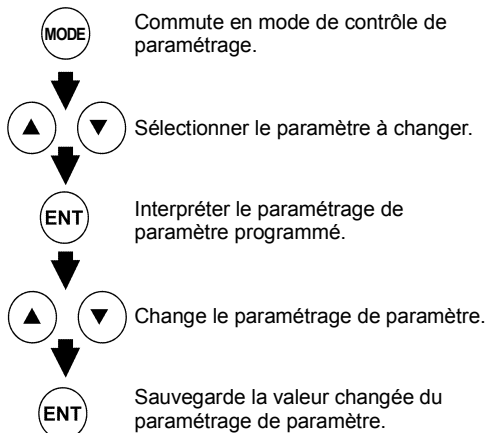 MODE
Commute en mode de contrôle de
paramétrage.
▲ ▼ Sélectionner le paramètre à changer.
ENT
Interpréter le paramétrage de
paramètre programmé.
▲ ▼ Change le paramétrage de paramètre.
ENT
Sauvegarde la valeur changée du
paramétrage de paramètre.